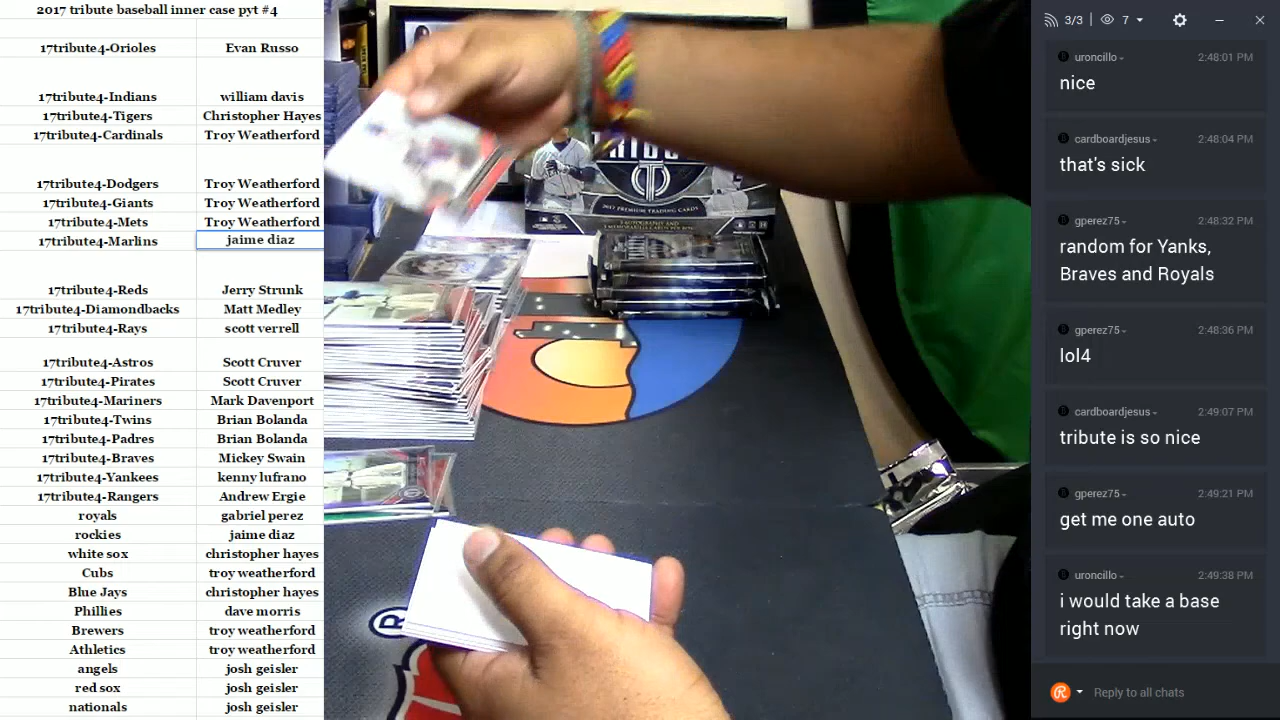 2017 tribute baseball inner case pyt #4
17tribute4-Orioles Evan Russo
17tribute4-Indians william davis
17tribute4-Tigers Christopher Hayes
17tribute4-Cardinals Troy Weatherford
17tribute4-Dodgers Troy Weatherford
17tribute4-Giants Troy Weatherford
17tribute4-Mets Troy Weatherford
17tribute4-Marlins jaime diaz
17tribute4-Reds Jerry Strunk
17tribute4-Diamondbacks Matt Medley
17tribute4-Rays scott verrell
17tribute4-Astros Scott Cruver
17tribute4-Pirates Scott Cruver
17tribute4-Mariners Mark Davenport
17tribute4-Twins Brian Bolanda
17tribute4-Padres Brian Bolanda
17tribute4-Braves Mickey Swain
17tribute4-Yankees kenny lufrano
17tribute4-Rangers Andrew Ergie
royals gabriel perez
rockies jaime diaz
white sox christopher hayes
Cubs troy weatherford
Blue Jays christopher hayes
Phillies dave morris
Brewers troy weatherford
Athletics troy weatherford
angels josh geisler
red sox josh geisler
nationals josh geisler
2017 PREMIUM TRADING CARDS
®
3/3 7
uroncillo 2:48:01 PM
nice
cardboardjesus 2:48:04 PM
that's sick
gperez75 2:48:32 PM
random for Yanks,
Braves and Royals
gperez75 2:48:36 PM
lol4
cardboardjesus 2:49:07 PM
tribute is so nice
gperez75 2:49:21 PM
get me one auto
uroncillo 2:49:38 PM
i would take a base
right now
Reply to all chats